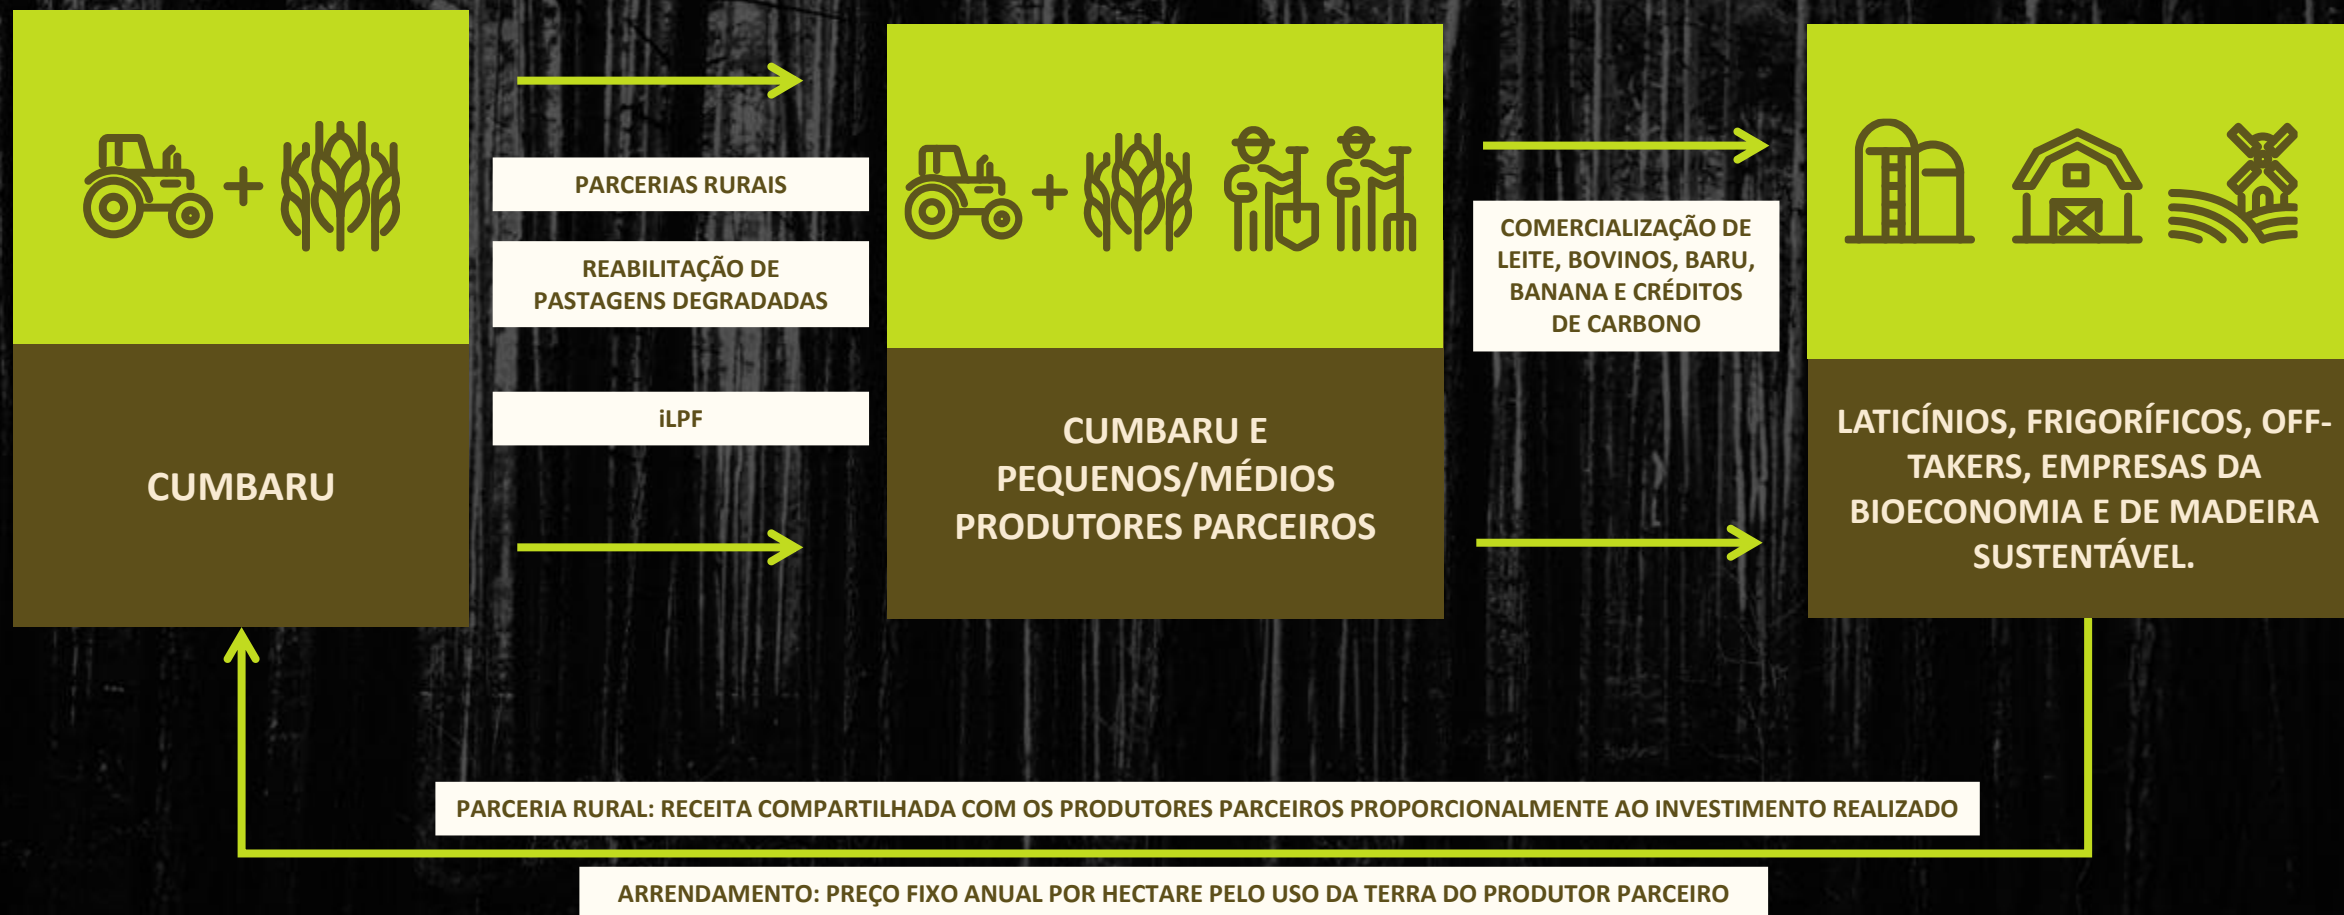 CUMBARU
PARCERIAS RURAIS
REABILITAÇÃO DE
PASTAGENS DEGRADADAS
iLPF
CUMBARU E
PEQUENOS/MÉDIOS
PRODUTORES PARCEIROS
COMERCIALIZAÇÃO DE
LEITE, BOVINOS, BARU,
BANANA E CRÉDITOS
DE CARBONO
LATICÍNIOS, FRIGORÍFICOS, OFF-
TAKERS, EMPRESAS DA
BIOECONOMIA E DE MADEIRA
SUSTENTÁVEL.
PARCERIA RURAL: RECEITA COMPARTILHADA COM OS PRODUTORES PARCEIROS PROPORCIONALMENTE AO INVESTIMENTO REALIZADO
ARRENDAMENTO: PREÇO FIXO ANUAL POR HECTARE PELO USO DA TERRA DO PRODUTOR PARCEIRO